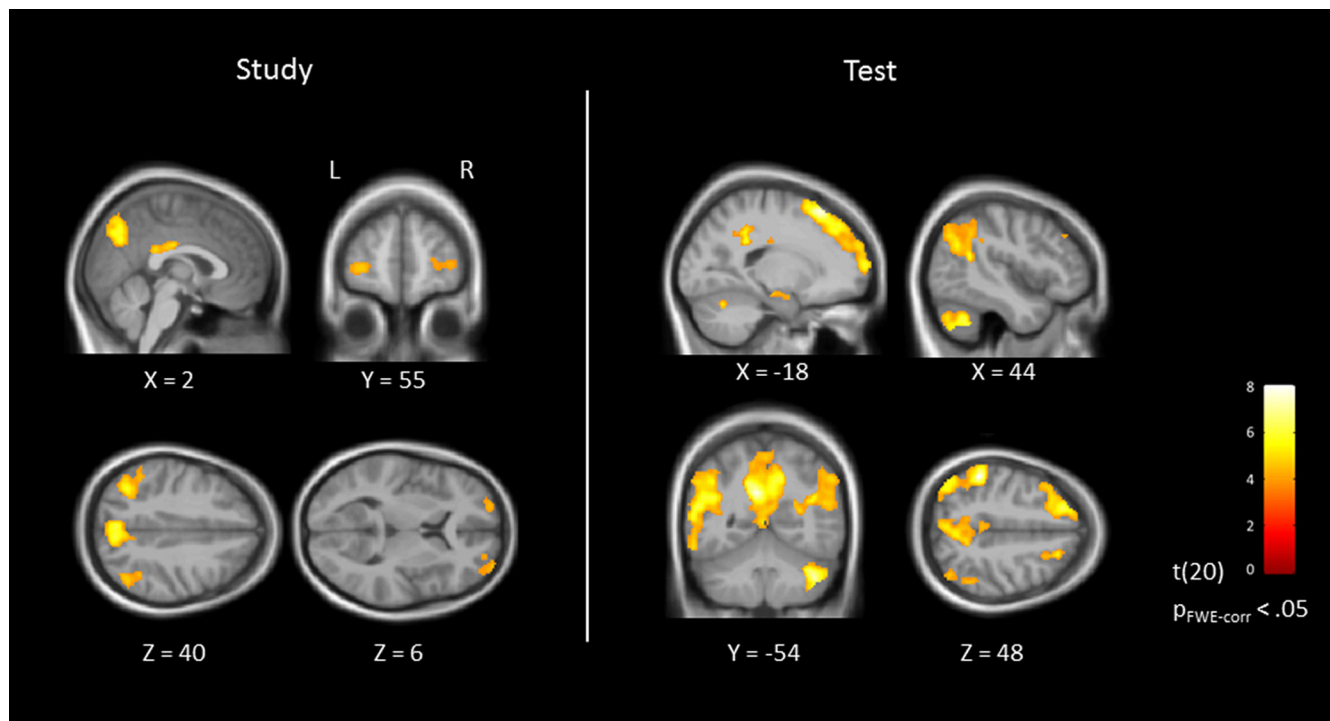 Study
Test
L R
X = 2
Y = 55
X = -18
X = 44
Z = 40
Z = 6
Y = -54
Z = 48
8
6
4
2
0
t(20)
pFWE-corr < .05